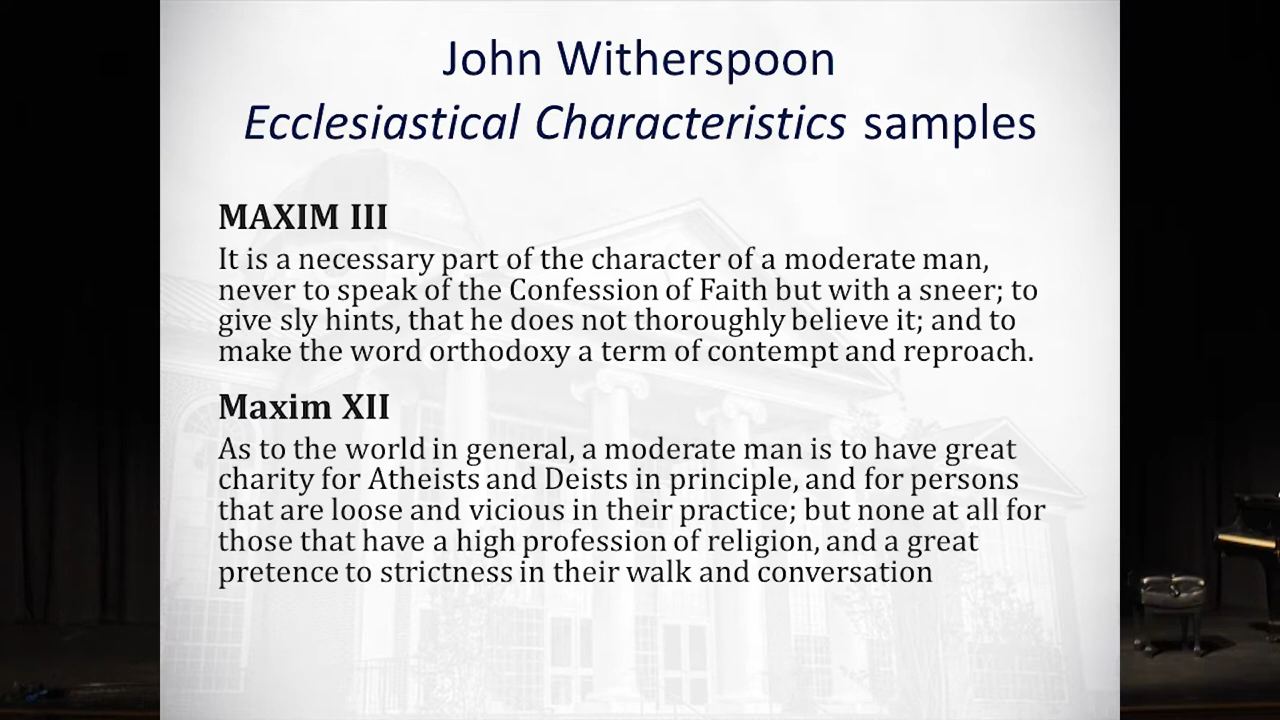 John Witherspoon
Ecclesiastical Characteristics samples
MAXIM III
It is a necessary part of the character of a moderate man,
never to speak of the Confession of Faith but with a sneer; to
give sly hints, that he does not thoroughly believe it; and to
make the word orthodoxy a term of contempt and reproach.
Maxim XII
As to the world in general, a moderate man is to have great
charity for Atheists and Deists in principle, and for persons
that are loose and vicious in their practice; but none at all for
those that have a high profession of religion, and a great
pretence to strictness in their walk and conversation